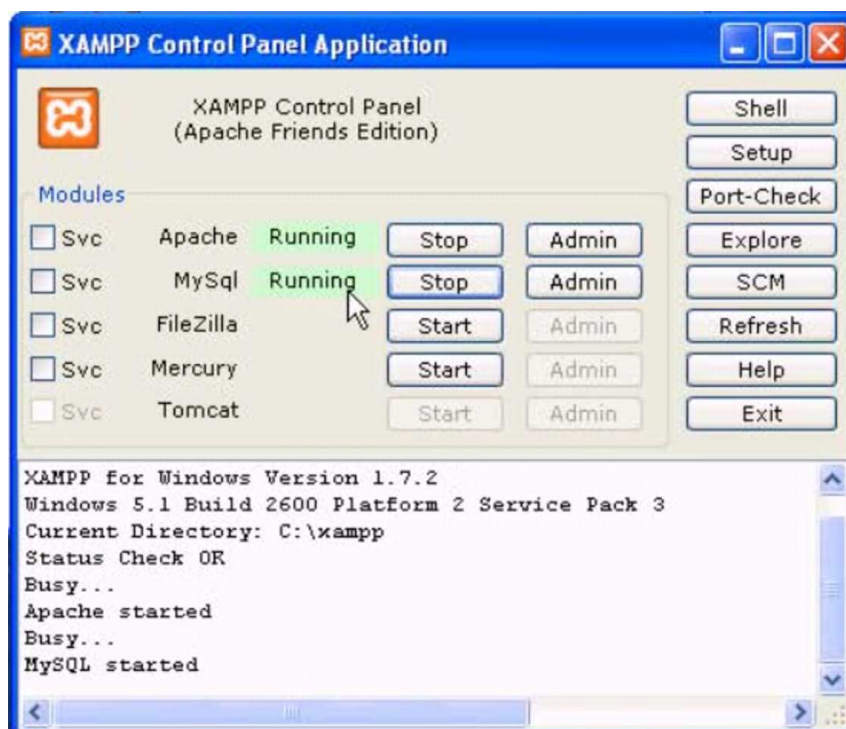 XAMPP Control Panel Application
XAMPP Control Panel
(Apache Friends Edition)
Shell
Setup
Port-Check
Explore
SCM
Refresh
Help
Exit
Modules
Svc Apache Running Stop Admin
Svc MySql Running Stop Admin
Svc FileZilla Start Admin
Svc Mercury Start Admin
Svc Tomcat Start Admin
XAMPP for Windows Version 1.7.2
Windows 5.1 Build 2600 Platform 2 Service Pack 3
Current Directory: C:\xampp
Status Check OK
Busy...
Apache started
Busy...
MySQL started